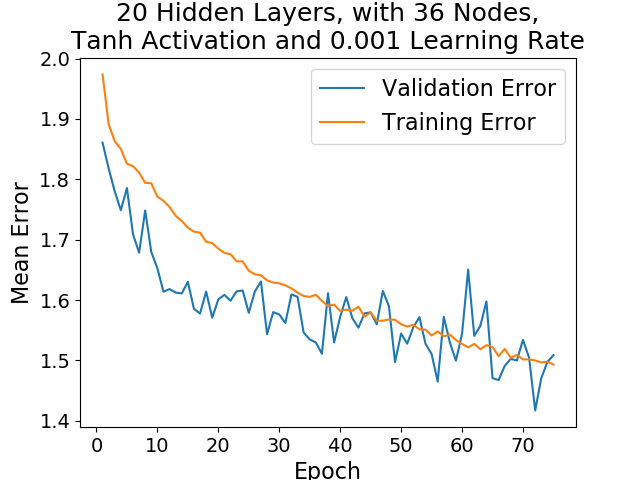 20 Hidden Layers, with 36 Nodes,
Tanh Activation and 0.001 Learning Rate
Validation Error
Training Error
Mean Error
2.0
1.9
1.8
1.7
1.6
1.5
1.4
0 10 20 30 40 50 60 70
Epoch